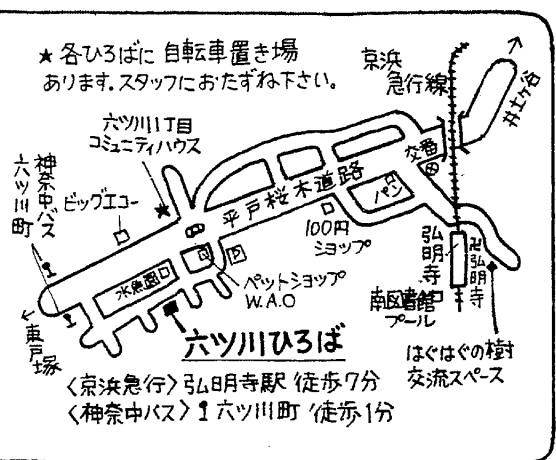 ★各ひろばに 自転車置き場
あります。スタッフにおたずね下さい。
京浜
急行線
井土ヶ谷
六ツ川1丁目
コミュニティハウス
交番
神奈中バス
六ツ川町
ビッグエコー
平戸桜木道路
パン
100円
ショップ
弘明寺
卍弘明寺
水魚園
P
ペットショップ
W.A.O
南図書館
プール
←東戸塚
六ツ川ひろば
はぐはぐの樹
交流スペース
〈京浜急行〉弘明寺駅 徒歩7分
〈神奈中バス〉六ツ川町 徒歩1分